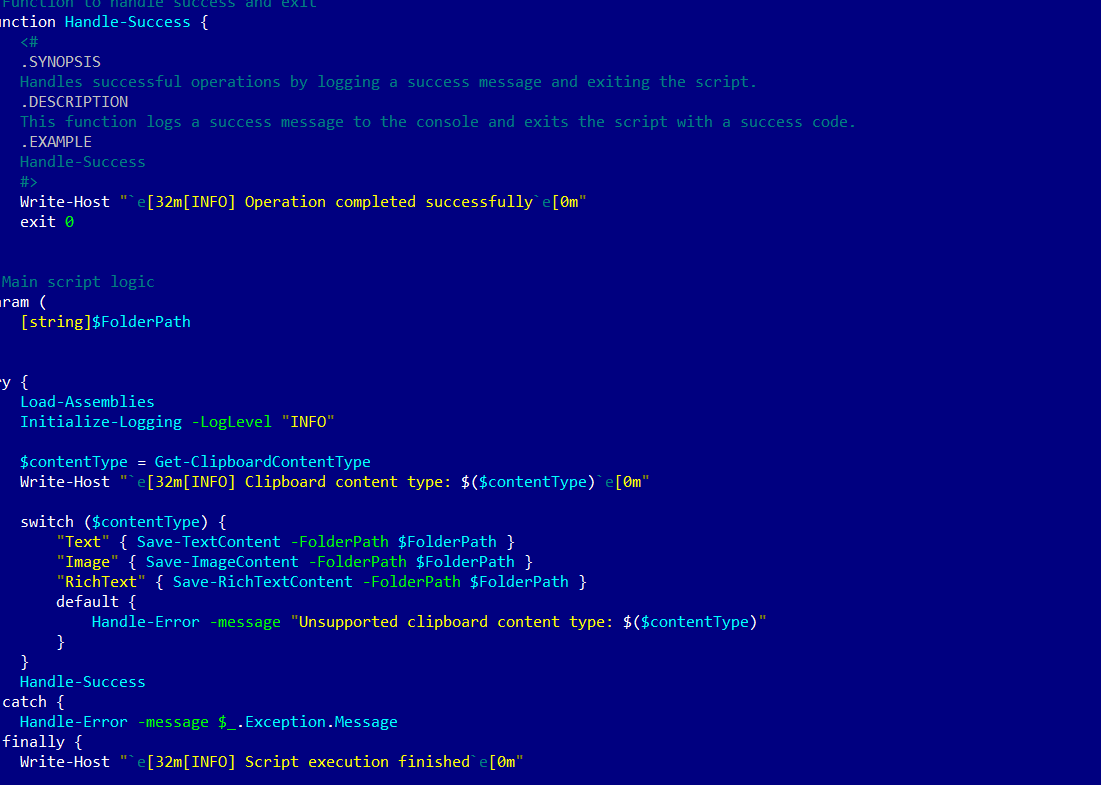 Function to handle success and exit
unction Handle-Success {
<#
.SYNOPSIS
Handles successful operations by logging a success message and exiting the script.
.DESCRIPTION
This function logs a success message to the console and exits the script with a success code.
.EXAMPLE
Handle-Success
#>
Write-Host "`e[32m[INFO] Operation completed successfully`e[0m"
exit 0
Main script logic
ram (
[string]$FolderPath
y {
Load-Assemblies
Initialize-Logging -LogLevel "INFO"
$contentType = Get-ClipboardContentType
Write-Host "`e[32m[INFO] Clipboard content type: $($contentType)`e[0m"
switch ($contentType) {
"Text" { Save-TextContent -FolderPath $FolderPath }
"Image" { Save-ImageContent -FolderPath $FolderPath }
"RichText" { Save-RichTextContent -FolderPath $FolderPath }
default {
Handle-Error -message "Unsupported clipboard content type: $($contentType)"
}
}
Handle-Success
catch {
Handle-Error -message $_.Exception.Message
finally {
Write-Host "`e[32m[INFO] Script execution finished`e[0m"